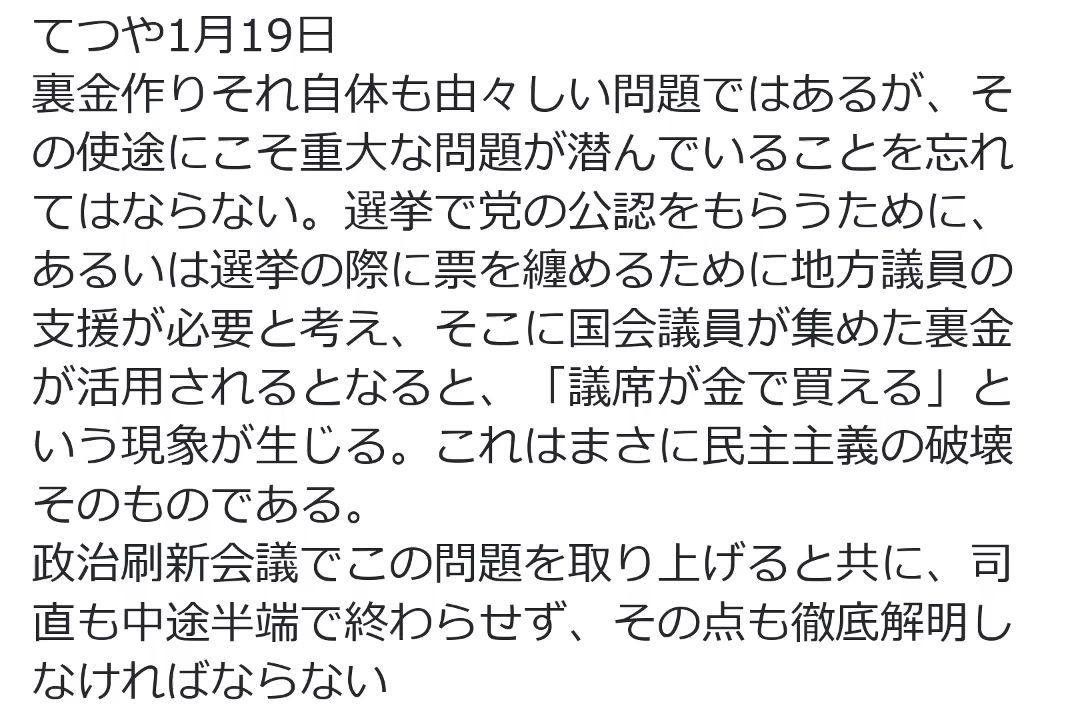 てつや1月19日
裏金作りそれ自体も由々しい問題ではあるが、そ
の使途にこそ重大な問題が潜んでいることを忘れ
てはならない。選挙で党の公認をもらうために、
あるいは選挙の際に票を纏めるために地方議員の
支援が必要と考え、そこに国会議員が集めた裏金
が活用されるとなると、「議席が金で買える」と
いう現象が生じる。これはまさに民主主義の破壊
そのものである。
政治刷新会議でこの問題を取り上げると共に、司
直も中途半端で終わらせず、その点も徹底解明し
なければならない